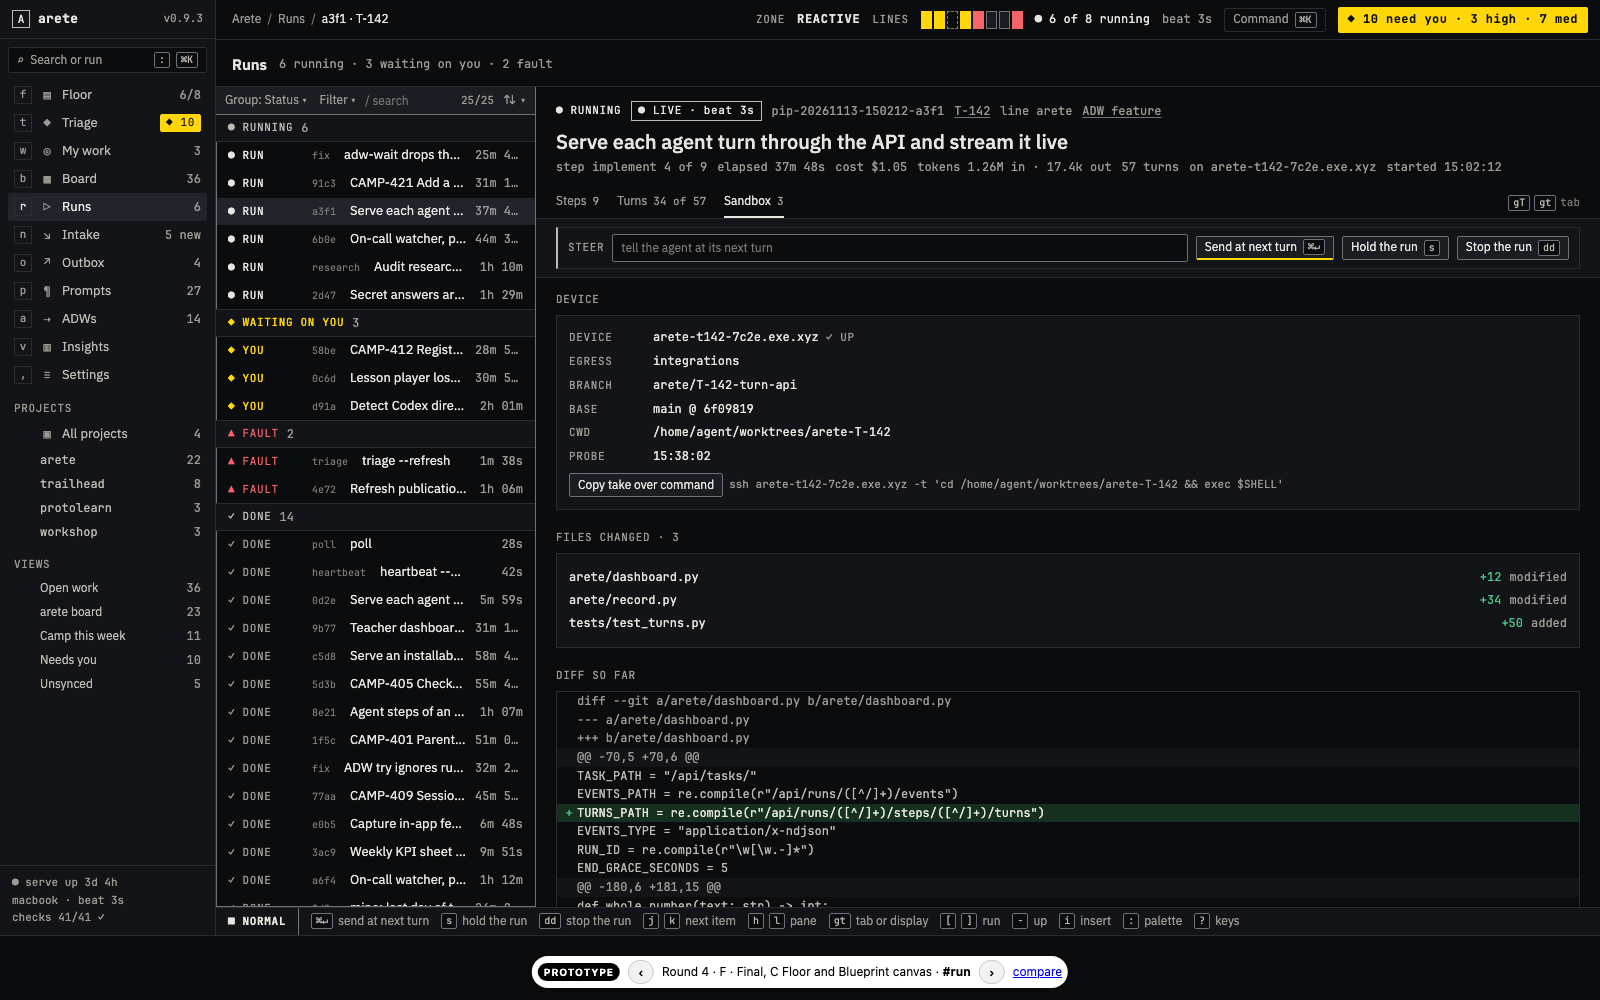 A arete v0.9.3
Search or run : ⌘K
f Floor 6/8
t Triage 10
w My work 3
b Board 36
r Runs 6
n Intake 5 new
o Outbox 4
p Prompts 27
a ADWs 14
v Insights
, Settings
PROJECTS
All projects 4
arete 22
trailhead 8
protolearn 3
workshop 3
VIEWS
Open work 36
arete board 23
Camp this week 11
Needs you 10
Unsynced 5
serve up 3d 4h
macbook · beat 3s
checks 41/41 ✓
Arete / Runs / a3f1 · T-142
ZONE REACTIVE LINES 6 of 8 running beat 3s Command ⌘K ◆ 10 need you · 3 high · 7 med
Runs 6 running · 3 waiting on you · 2 fault
Group: Status Filter / search 25/25
RUNNING 6
RUN fix adw-wait drops th... 25m 4...
RUN 91c3 CAMP-421 Add a ... 31m 1...
RUN a3f1 Serve each agent ... 37m 4...
RUN 6b0e On-call watcher, p... 44m 3...
RUN research Audit researc... 1h 10m
RUN 2d47 Secret answers ar... 1h 29m
◆ WAITING ON YOU 3
◆ YOU 58be CAMP-412 Regist... 28m 5...
◆ YOU 0c6d Lesson player los... 30m 5...
◆ YOU d91a Detect Codex dire... 2h 01m
▲ FAULT 2
▲ FAULT triage triage --refresh 1m 38s
▲ FAULT 4e72 Refresh publicatio... 1h 06m
✓ DONE 14
✓ DONE poll poll 28s
✓ DONE heartbeat heartbeat --... 42s
✓ DONE 0d2e Serve each agent ... 5m 59s
✓ DONE 9b77 Teacher dashboar... 31m 1...
✓ DONE c5d8 Serve an installab... 58m 4...
✓ DONE 5d3b CAMP-405 Check... 55m 4...
✓ DONE 8e21 Agent steps of an ... 1h 07m
✓ DONE 1f5c CAMP-401 Parent... 51m 0...
✓ DONE fix ADW try ignores ru... 32m 2...
✓ DONE 77aa CAMP-409 Sessio... 45m 5...
✓ DONE e0b5 Capture in-app fe... 6m 48s
✓ DONE 3ac9 Weekly KPI sheet ... 9m 51s
✓ DONE a6f4 On-call watcher, p... 1h 12m
● RUNNING ● LIVE · beat 3s pip-20261113-150212-a3f1 T-142 line arete ADW feature
Serve each agent turn through the API and stream it live
step implement 4 of 9 elapsed 37m 48s cost $1.05 tokens 1.26M in · 17.4k out 57 turns on arete-t142-7c2e.exe.xyz started 15:02:12
Steps 9 Turns 34 of 57 Sandbox 3 gT gt tab
STEER tell the agent at its next turn Send at next turn ⌘↵ Hold the run s Stop the run dd
DEVICE
DEVICE arete-t142-7c2e.exe.xyz ✓ UP
EGRESS integrations
BRANCH arete/T-142-turn-api
BASE main @ 6f09819
CWD /home/agent/worktrees/arete-T-142
PROBE 15:38:02
Copy take over command ssh arete-t142-7c2e.exe.xyz -t 'cd /home/agent/worktrees/arete-T-142 && exec $SHELL'
FILES CHANGED · 3
arete/dashboard.py +12 modified
arete/record.py +34 modified
tests/test_turns.py +50 added
DIFF SO FAR
diff --git a/arete/dashboard.py b/arete/dashboard.py
--- a/arete/dashboard.py
+++ b/arete/dashboard.py
@@ -70,5 +70,6 @@
TASK_PATH = "/api/tasks/"
EVENTS_PATH = re.compile(r"/api/runs/([^/]+)/events")
+ TURNS_PATH = re.compile(r"/api/runs/([^/]+)/steps/([^/]+)/turns")
EVENTS_TYPE = "application/x-ndjson"
RUN_ID = re.compile(r"\w[\w.-]*")
END_GRACE_SECONDS = 5
@@ -180,6 +181,15 @@
def whole_number(text: str) -> int:
NORMAL ⌘↵ send at next turn s hold the run dd stop the run j k next item h l pane gt tab or display [ ] run - up i insert : palette ? keys
PROTOTYPE ‹ Round 4 · F · Final, C Floor and Blueprint canvas · #run › compare